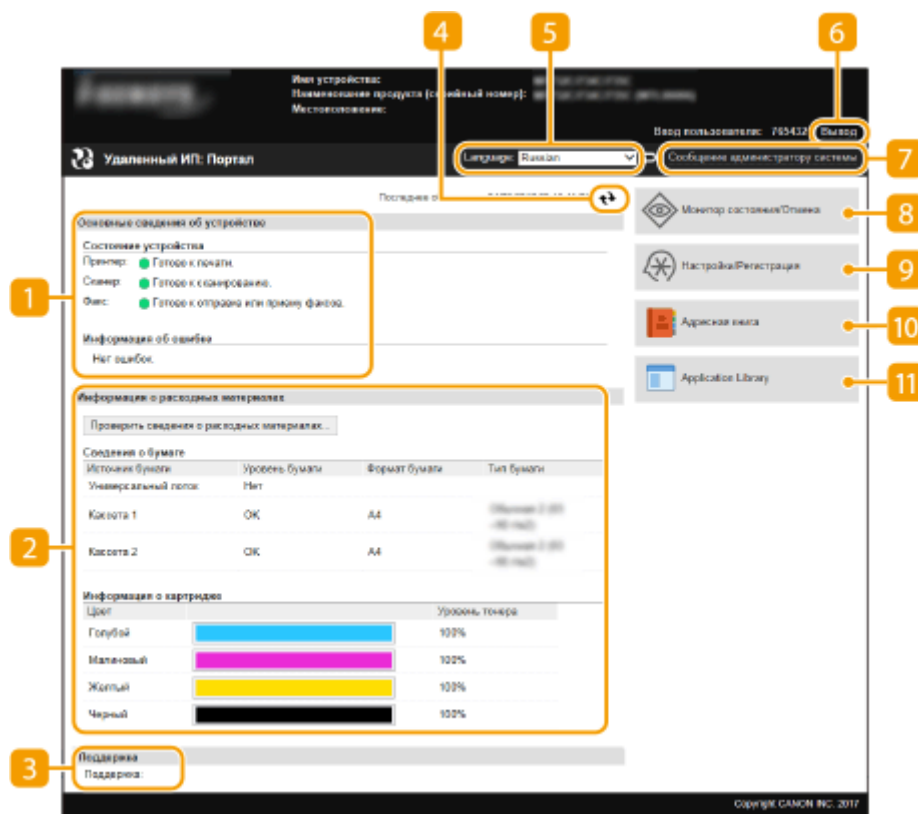 4
5
6
Имя устройства:
Наименование продукта (серийный номер):
Местоположение:
Ввод пользователя: 765432 Вывод
Удаленный ИП: Портал
Language: Russian
Сообщение администратору системы
7
Последнее о
Основные сведения об устройстве
Состояние устройства
Принтер: Готово к печати.
Сканер: Готово к сканированию.
Факс: Готово к отправке или приему факсов.
1
Информация об ошибке
Нет ошибок.
Монитор состояния/Отмена
8
Настройки/Регистрация
9
Адресная книга
10
Application Library
11
Информация о расходных материалах
Проверить сведения о расходных материалах...
Сведения о бумаге
Источник бумаги Уровень бумаги Формат бумаги Тип бумаги
Универсальный лоток Нет
Кассета 1 OK A4
2
Кассета 2 OK A4
Информация о картридже
Цвет Уровень тонера
Голубой 100%
Малиновый 100%
Желтый 100%
Черный 100%
3
Поддержка
Поддержка:
Copyright CANON INC. 2017